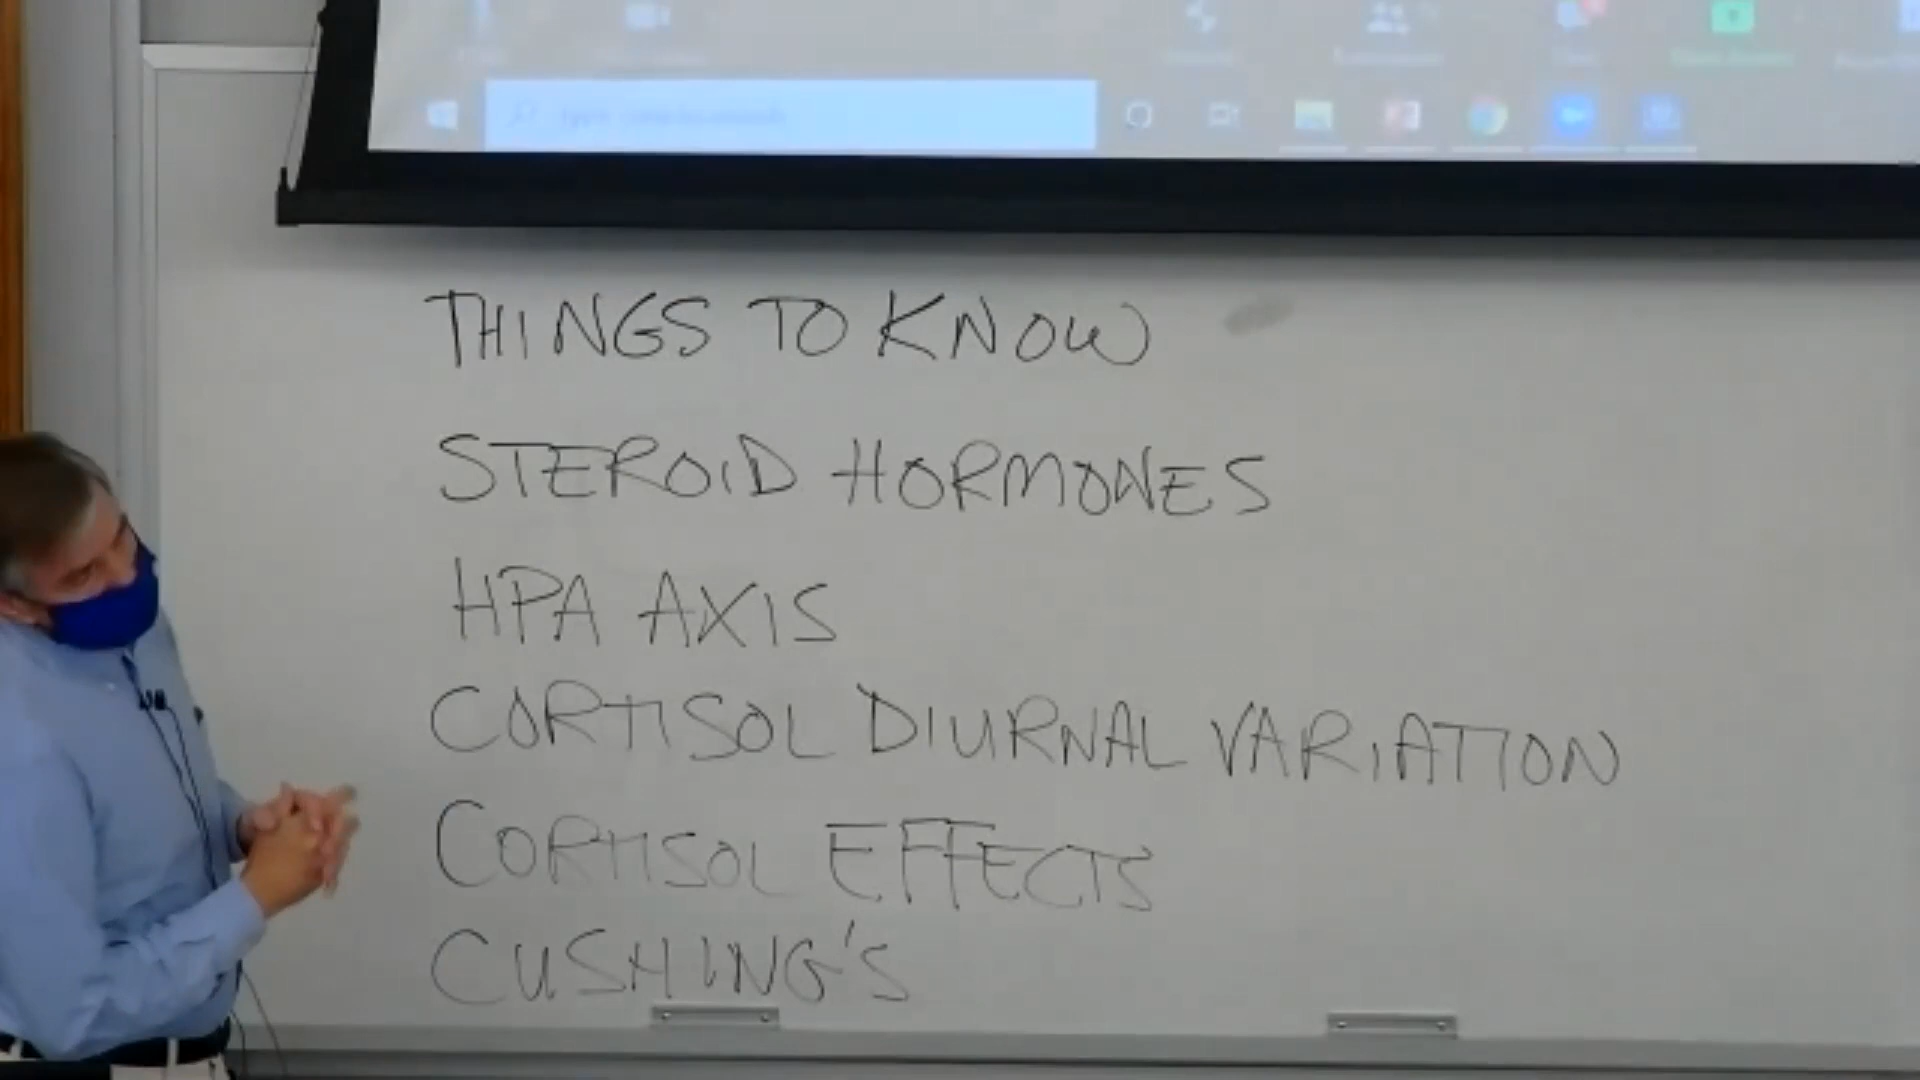 THINGS TO KNOW
STEROID HORMONES
HPA AXIS
CORTISOL DIURNAL VARIATION
CORTISOL EFFECTS
CUSHING'S